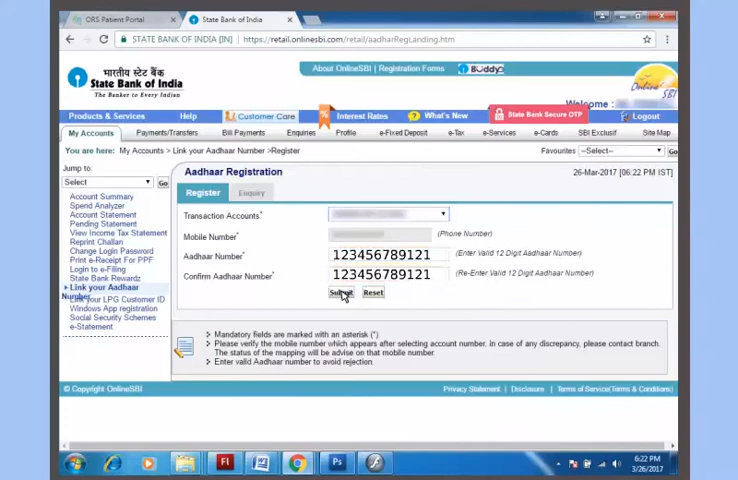 ORS Patient Portal
State Bank of India
STATE BANK OF INDIA [IN] https://retail.onlinesbi.com/retail/aadharRegLanding.htm
भारतीय स्टेट बैंक
State Bank of India
The Banker to Every Indian
About OnlineSBI | Registration Forms Buddy
Online SBI
Welcome :
Products & Services Help Customer Care Interest Rates What's New State Bank Secure OTP Logout
My Accounts Payments/Transfers Bill Payments Enquiries Profile e-Fixed Deposit e-Tax e-Services e-Cards SBI Exclusif Site Map
You are here: My Accounts > Link your Aadhaar Number >Register Favourites --Select-- Go
Jump to:
Select Go
Account Summary
Spend Analyzer
Account Statement
Pending Statement
View Income Tax Statement
Reprint Challan
Change Login Password
Print e-Receipt For PPF
Login to e-Filing
State Bank Rewardz
Link your Aadhaar
Number
Link your LPG Customer ID
Windows App registration
Social Security Schemes
e-Statement
Aadhaar Registration 26-Mar-2017 [06:22 PM IST]
Register Enquiry
Transaction Accounts*
Mobile Number* (Phone Number)
Aadhaar Number* 123456789121 (Enter Valid 12 Digit Aadhaar Number)
Confirm Aadhaar Number* 123456789121 (Re-Enter Valid 12 Digit Aadhaar Number)
Submit Reset
Mandatory fields are marked with an asterisk (*)
Please verify the mobile number which appears after selecting account number, in case of any discrepancy, please contact branch.
The status of the mapping will be advise on that mobile number.
Enter valid Aadhaar number to avoid rejection.
© Copyright OnlineSBI Privacy Statement | Disclosure | Terms of Service(Terms & Conditions)
Fl
Ps
6:22 PM
3/26/2017